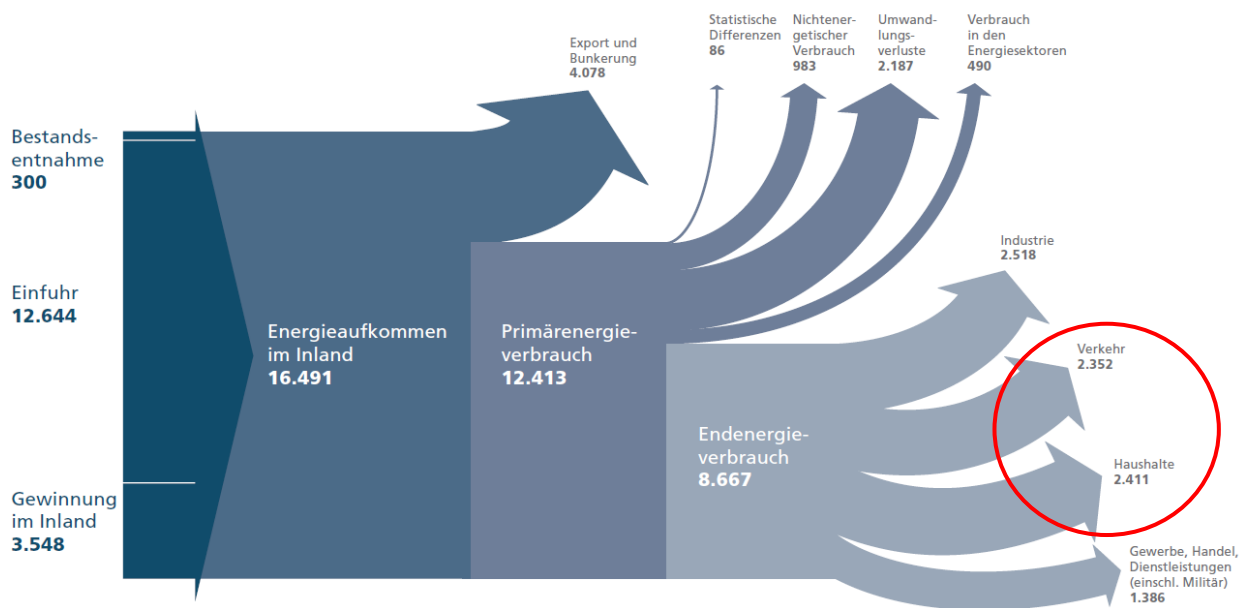 Export und
Bunkerung
4.078
Statistische
Differenzen
86
Nichtener-
getischer
Verbrauch
983
Umwand-
lungs-
verluste
2.187
Verbrauch
in den
Energiesektoren
490
Bestands-
entnahme
300
Einfuhr
12.644
Gewinnung
im Inland
3.548
Energieaufkommen
im Inland
16.491
Primärenergie-
verbrauch
12.413
Endenergie-
verbrauch
8.667
Industrie
2.518
Verkehr
2.352
Haushalte
2.411
Gewerbe, Handel,
Dienstleistungen
(einschl. Militär)
1.386